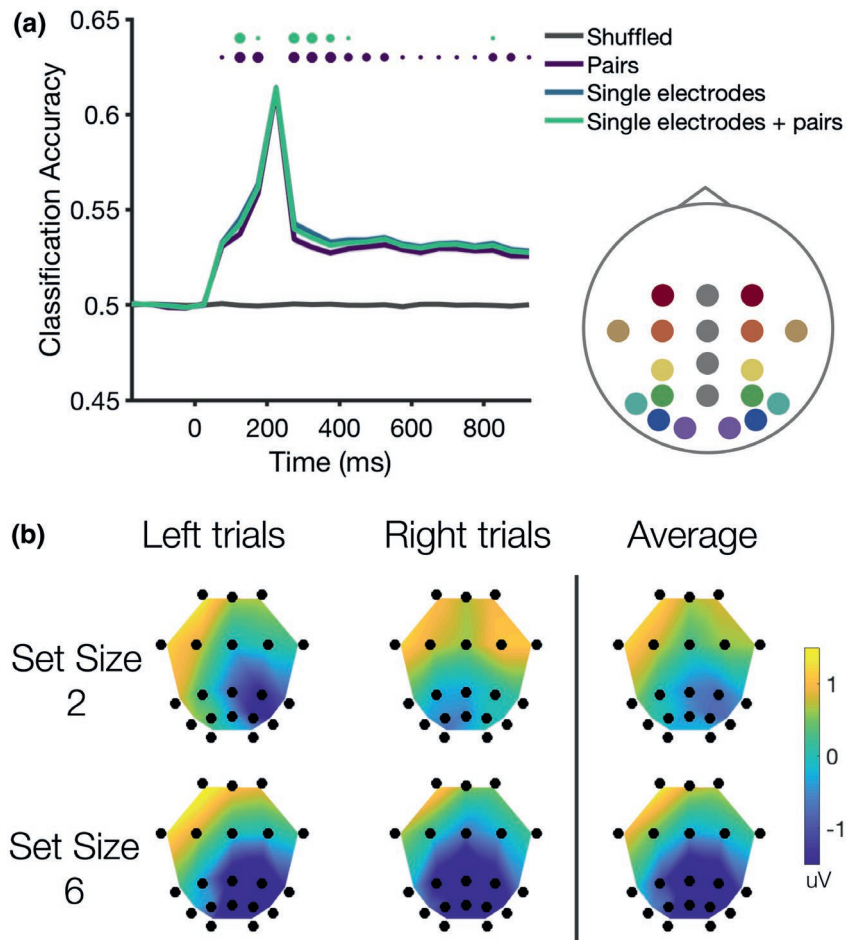 (a)
0.65
0.6
0.55
0.5
0.45
Classification Accuracy
0 200 400 600 800
Time (ms)
Shuffled
Pairs
Single electrodes
Single electrodes + pairs
(b)
Left trials Right trials Average
Set Size
2
Set Size
6
1
0
-1
uV